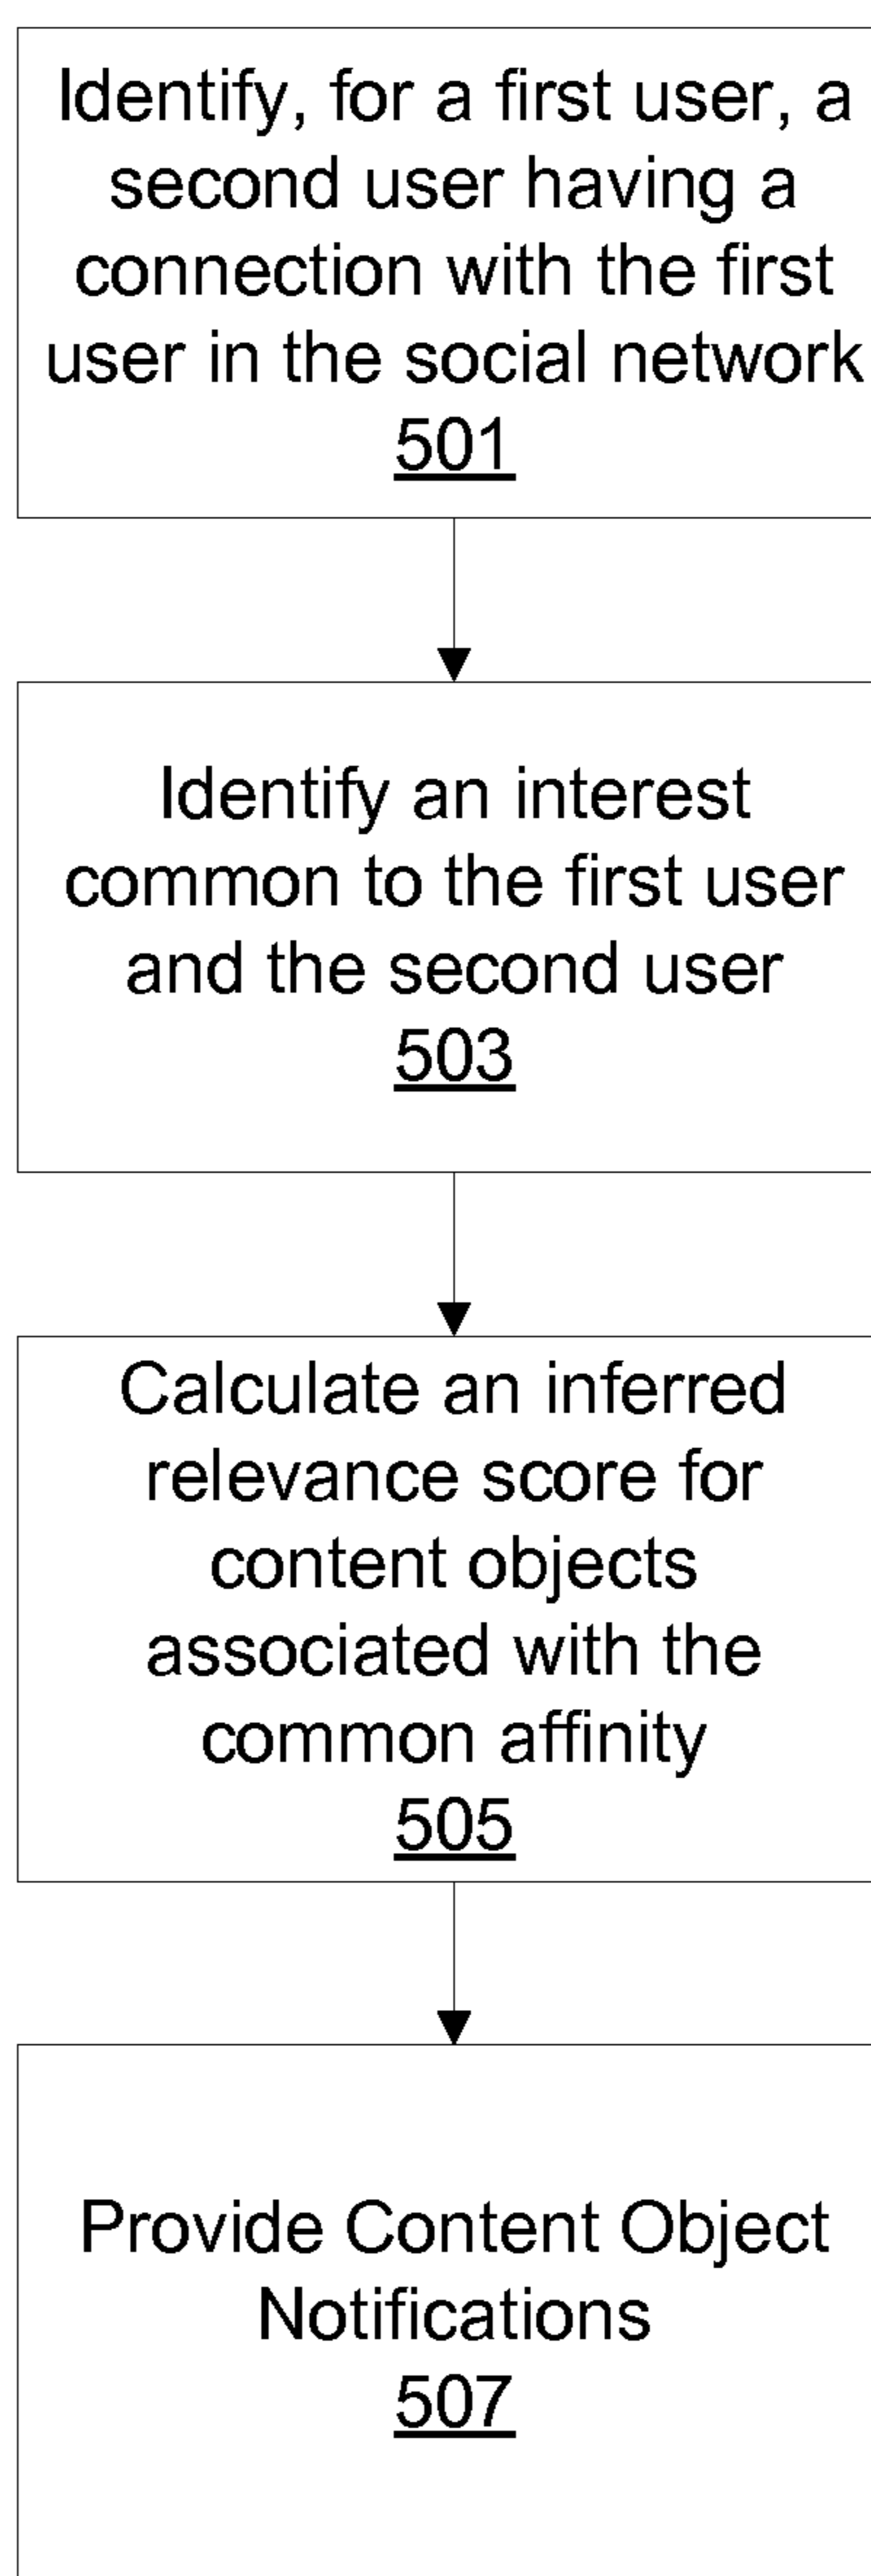 Identify, for a first user, a
second user having a
connection with the first
user in the social network
501
Identify an interest
common to the first user
and the second user
503
Calculate an inferred
relevance score for
content objects
associated with the
common affinity
505
Provide Content Object
Notifications
507